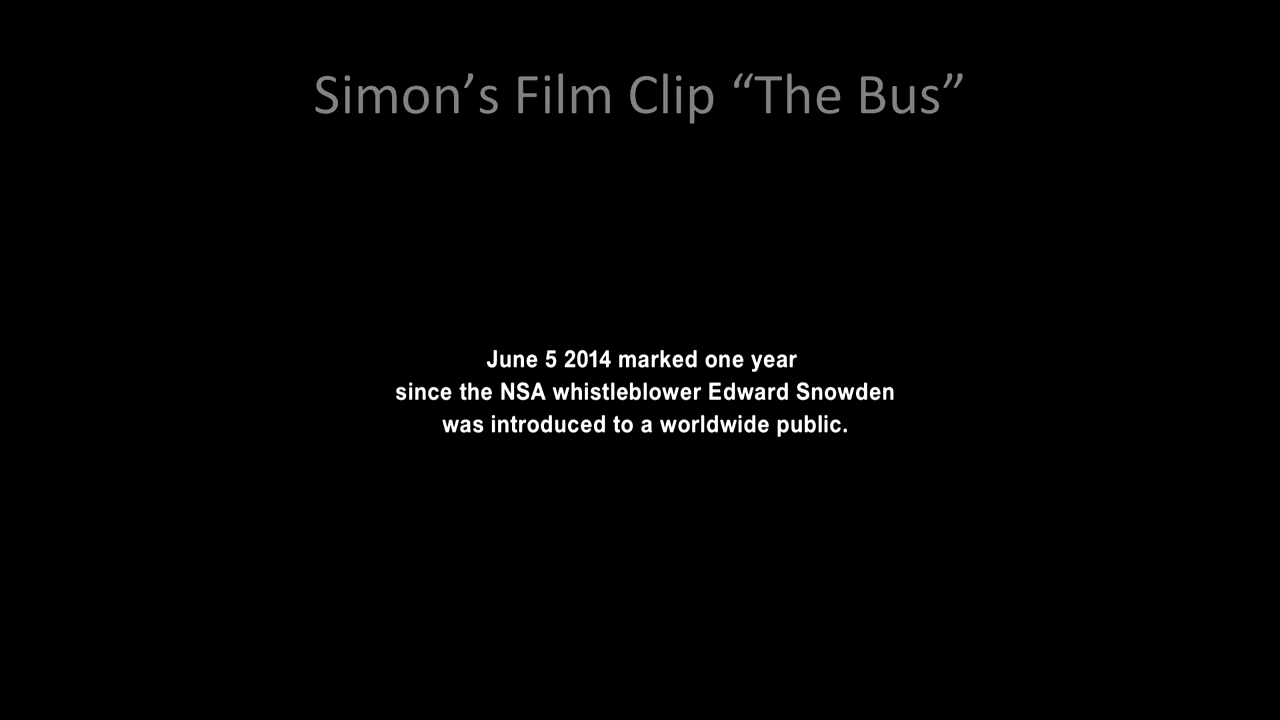 Simon’s Film Clip “The Bus”
June 5 2014 marked one year
since the NSA whistleblower Edward Snowden
was introduced to a worldwide public.